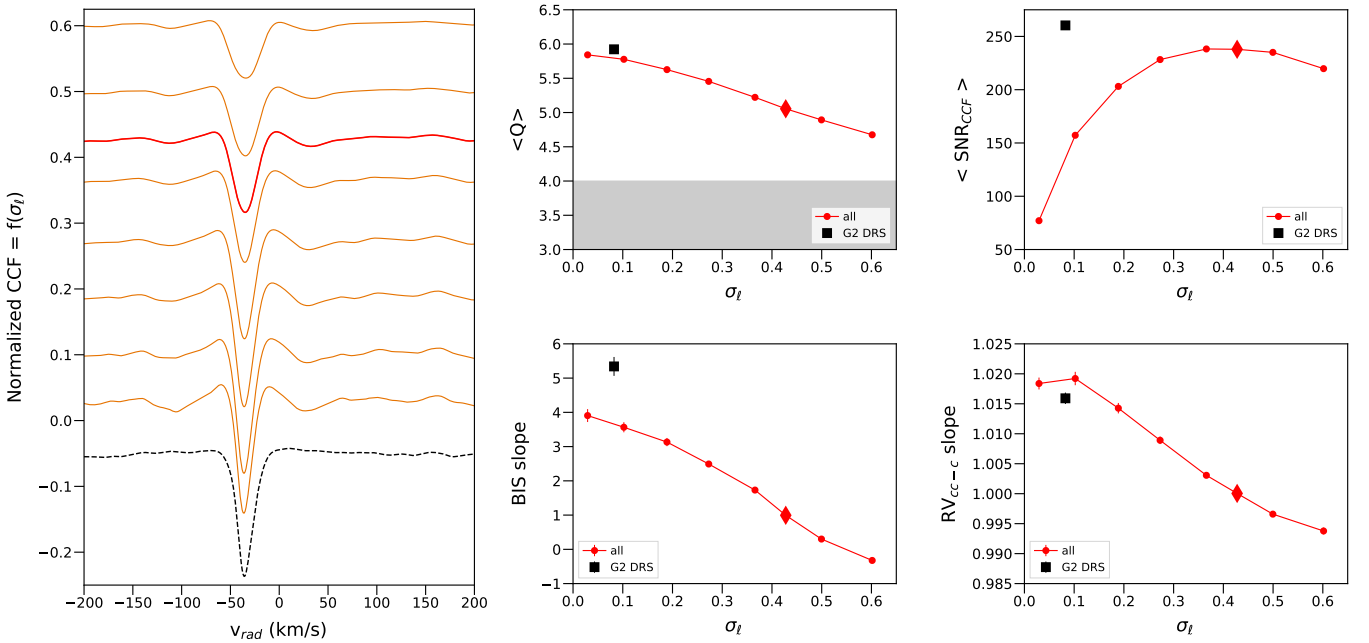 Normalized CCF = f(σℓ)
0.6
0.5
0.4
0.3
0.2
0.1
0.0
−0.1
−0.2
−200 −150 −100 −50 0 50 100 150 200
v_rad (km/s)
<Q>
6.5
6.0
5.5
5.0
4.5
4.0
3.5
3.0
all
G2 DRS
0.0 0.1 0.2 0.3 0.4 0.5 0.6
σℓ
< SNR_CCF >
250
200
150
100
50
all
G2 DRS
0.0 0.1 0.2 0.3 0.4 0.5 0.6
σℓ
BIS slope
6
5
4
3
2
1
0
−1
all
G2 DRS
0.0 0.1 0.2 0.3 0.4 0.5 0.6
σℓ
RV_cc−c slope
1.025
1.020
1.015
1.010
1.005
1.000
0.995
0.990
0.985
all
G2 DRS
0.0 0.1 0.2 0.3 0.4 0.5 0.6
σℓ